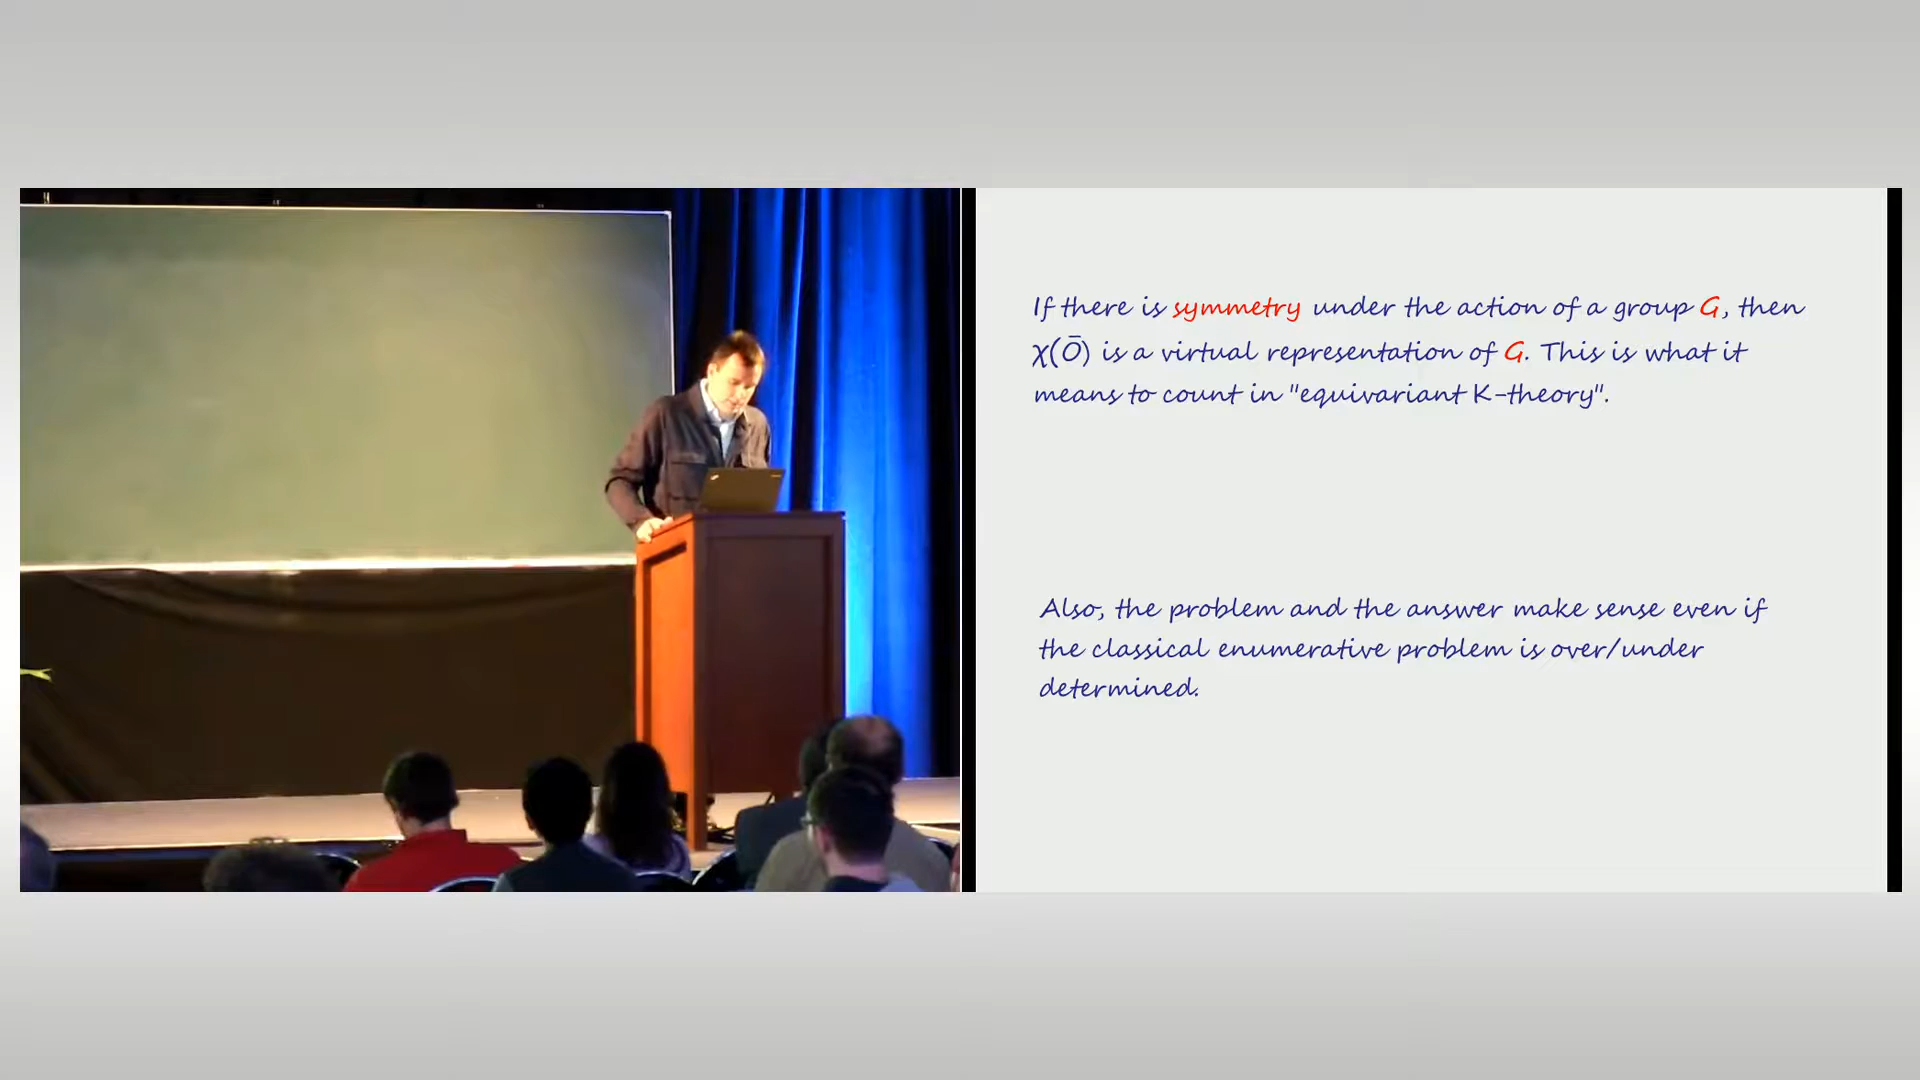 If there is symmetry under the action of a group G, then
χ(Ō) is a virtual representation of G. This is what it
means to count in "equivariant K-theory".
Also, the problem and the answer make sense even if
the classical enumerative problem is over/under
determined.